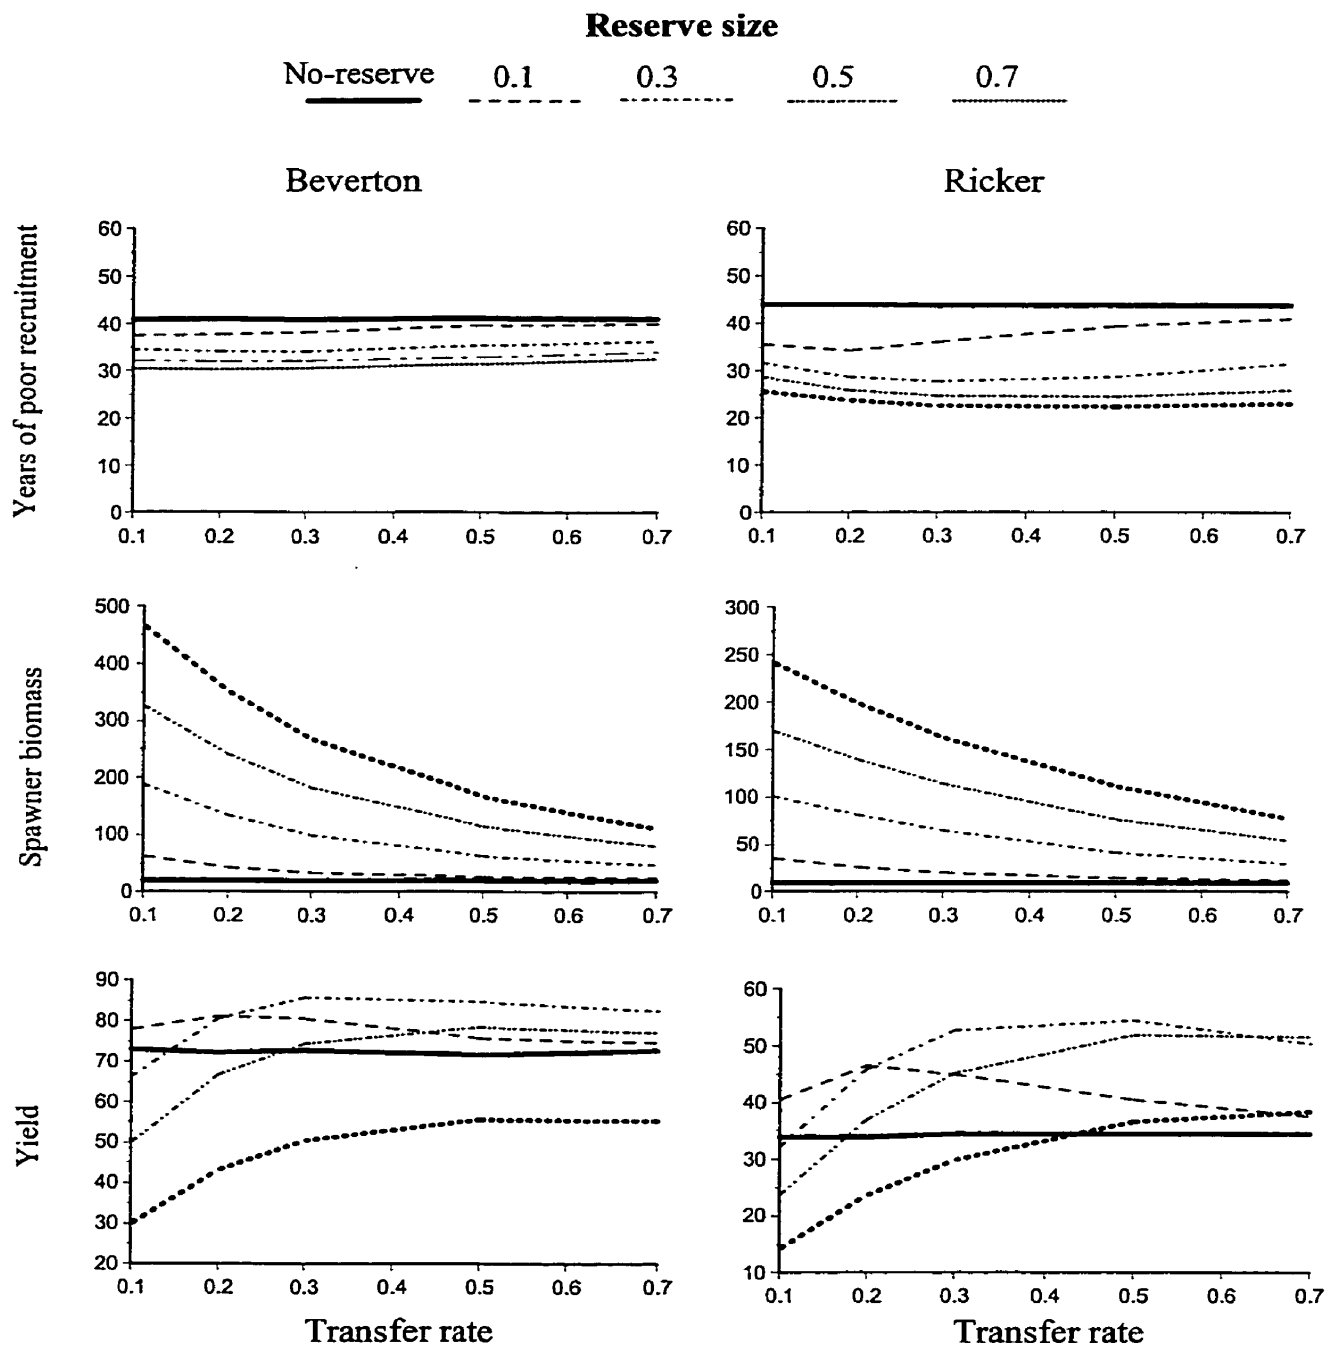 Reserve size
No-reserve 0.1 0.3 0.5 0.7
Beverton Ricker
Years of poor recruitment
60
50
40
30
20
10
0
0.1 0.2 0.3 0.4 0.5 0.6 0.7
60
50
40
30
20
10
0
0.1 0.2 0.3 0.4 0.5 0.6 0.7
Spawner biomass
500
400
300
200
100
0
0.1 0.2 0.3 0.4 0.5 0.6 0.7
300
250
200
150
100
50
0
0.1 0.2 0.3 0.4 0.5 0.6 0.7
Yield
90
80
70
60
50
40
30
20
0.1 0.2 0.3 0.4 0.5 0.6 0.7
Transfer rate
60
50
40
30
20
10
0.1 0.2 0.3 0.4 0.5 0.6 0.7
Transfer rate